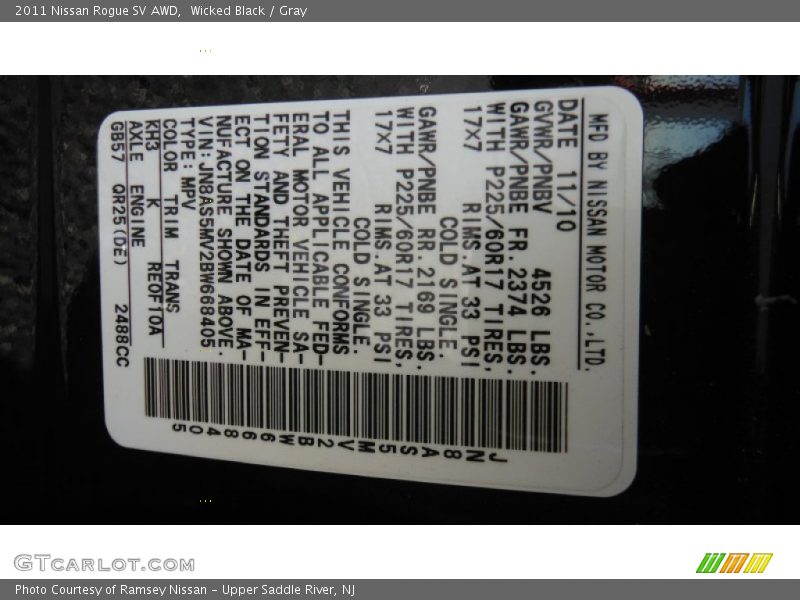 2011 Nissan Rogue SV AWD,  Wicked Black / Gray
MFD BY NISSAN MOTOR CO.,LTD.
DATE 11/10
GVWR/PNBV 4526 LBS.
GAWR/PNBE FR. 2374 LBS.
WITH P225/60R17 TIRES,
17X7 RIMS.AT 33 PSI
COLD SINGLE.
GAWR/PNBE RR. 2169 LBS.
WITH P225/60R17 TIRES,
17X7 RIMS.AT 33 PSI
COLD SINGLE.
THIS VEHICLE CONFORMS
TO ALL APPLICABLE FED-
ERAL MOTOR VEHICLE SA-
FETY AND THEFT PREVEN-
TION STANDARDS IN EFF-
ECT ON THE DATE OF MA-
NUFACTURE SHOWN ABOVE.
VIN:JN8AS5MV2BW668405
TYPE:MPV
COLOR TRIM TRANS
KH3 K RE0F10A
AXLE ENGINE
GB57 QR25(DE) 2488CC
JN8AS5MV2BW668405
GTCarLot.com
Photo Courtesy of Ramsey Nissan - Upper Saddle River, NJ